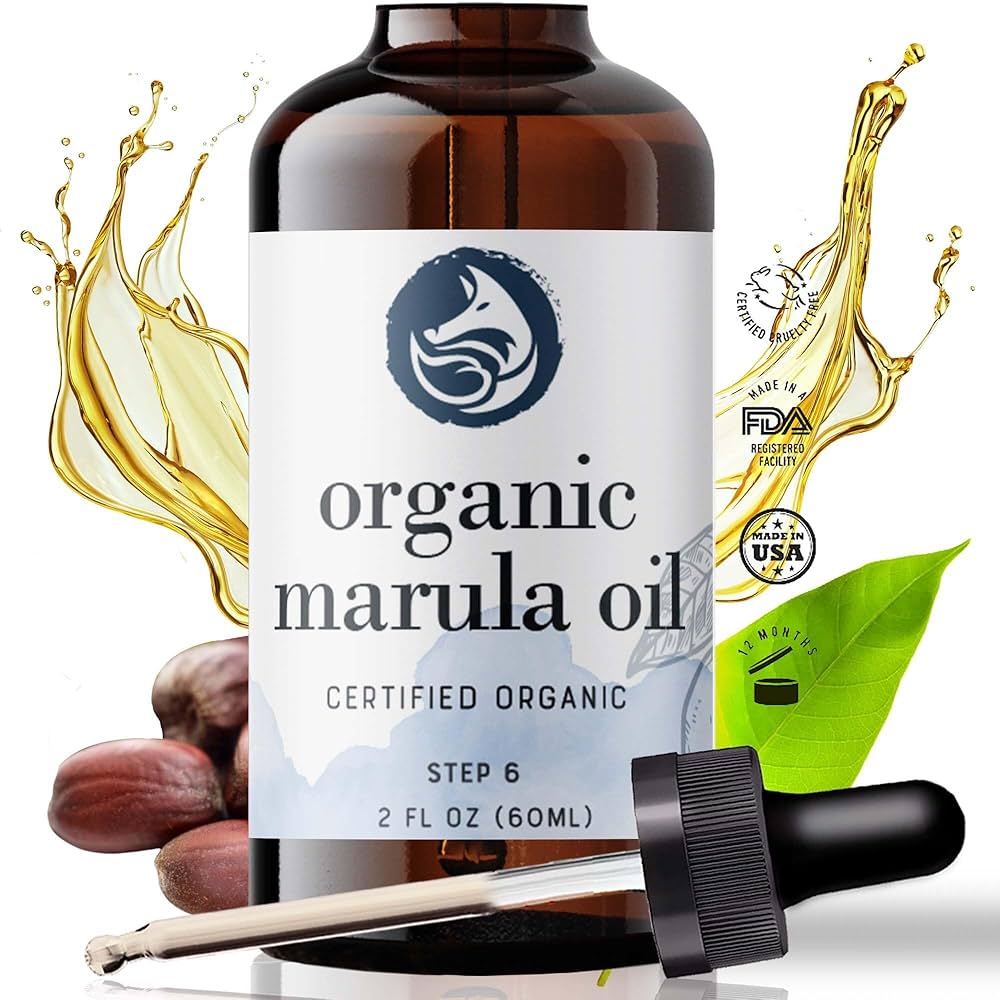 organic
marula oil
CERTIFIED ORGANIC
STEP 6
2 FL OZ (60ML)
CERTIFIED CRUELTY FREE
MADE IN A
FDA
REGISTERED
FACILITY
MADE IN
USA
12 MONTHS